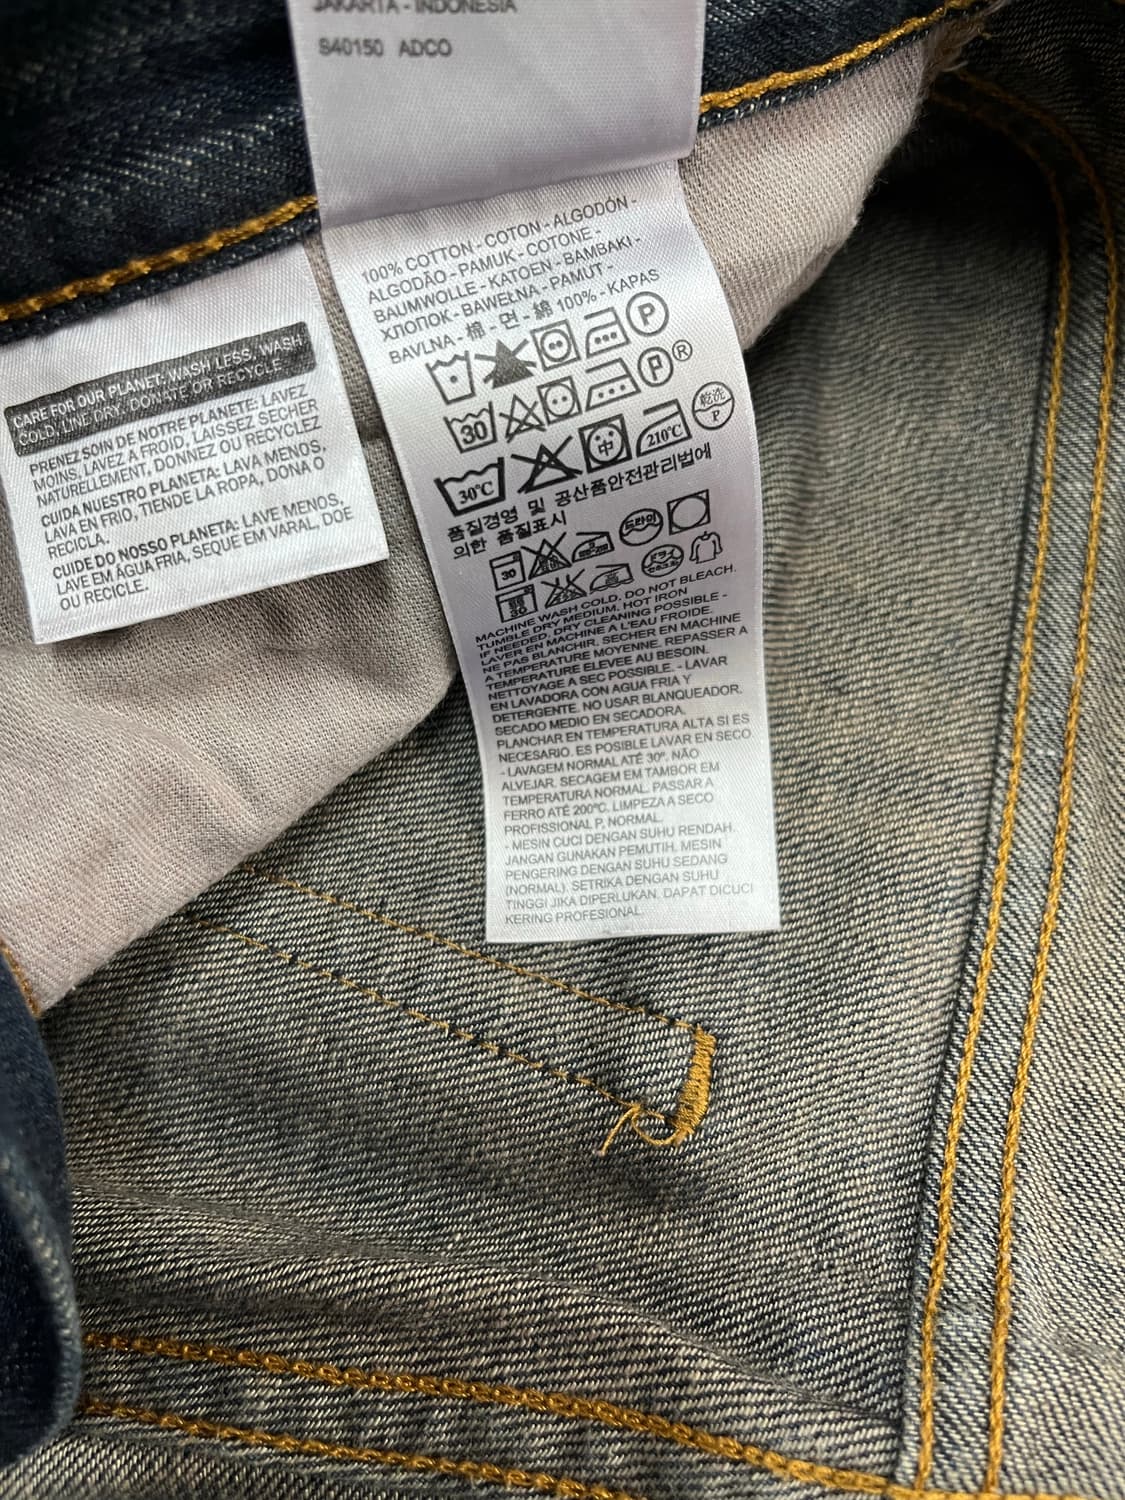 JAKARTA - INDONESIA
S40150 ADCO
100% COTTON - COTON - ALGODÓN -
ALGODÃO - PAMUK - COTONE -
BAUMWOLLE - KATOEN - BAMBAKI -
ХЛОПОК - BAWEŁNA - PAMUT -
BAVLNA - 棉 - 면 - 綿 100% - KAPAS
P
30 P ®
30°C 中 210°C 乾洗 P
품질경영 및 공산품안전관리법에
의한 품질표시
30 드라이
30
MACHINE WASH COLD. DO NOT BLEACH.
TUMBLE DRY MEDIUM. HOT IRON
IF NEEDED. DRY CLEANING POSSIBLE -
LAVER EN MACHINE A L'EAU FROIDE.
NE PAS BLANCHIR. SECHER EN MACHINE
A TEMPERATURE MOYENNE. REPASSER A
TEMPERATURE ELEVEE AU BESOIN.
NETTOYAGE A SEC POSSIBLE. - LAVAR
EN LAVADORA CON AGUA FRIA Y
DETERGENTE. NO USAR BLANQUEADOR.
SECADO MEDIO EN SECADORA.
PLANCHAR EN TEMPERATURA ALTA SI ES
NECESARIO. ES POSIBLE LAVAR EN SECO.
- LAVAGEM NORMAL ATÉ 30º. NÃO
ALVEJAR. SECAGEM EM TAMBOR EM
TEMPERATURA NORMAL. PASSAR A
FERRO ATÉ 200ºC. LIMPEZA A SECO
PROFISSIONAL P, NORMAL.
- MESIN CUCI DENGAN SUHU RENDAH.
JANGAN GUNAKAN PEMUTIH. MESIN
PENGERING DENGAN SUHU SEDANG
(NORMAL). SETRIKA DENGAN SUHU
TINGGI JIKA DIPERLUKAN. DAPAT DICUCI
KERING PROFESIONAL.
CARE FOR OUR PLANET: WASH LESS, WASH
COLD, LINE DRY, DONATE OR RECYCLE.
PRENEZ SOIN DE NOTRE PLANETE: LAVEZ
MOINS, LAVEZ A FROID, LAISSEZ SECHER
NATURELLEMENT, DONNEZ OU RECYCLEZ
CUIDA NUESTRO PLANETA: LAVA MENOS,
LAVA EN FRIO, TIENDE LA ROPA, DONA O
RECICLA.
CUIDE DO NOSSO PLANETA: LAVE MENOS,
LAVE EM ÁGUA FRIA, SEQUE EM VARAL, DOE
OU RECICLE.